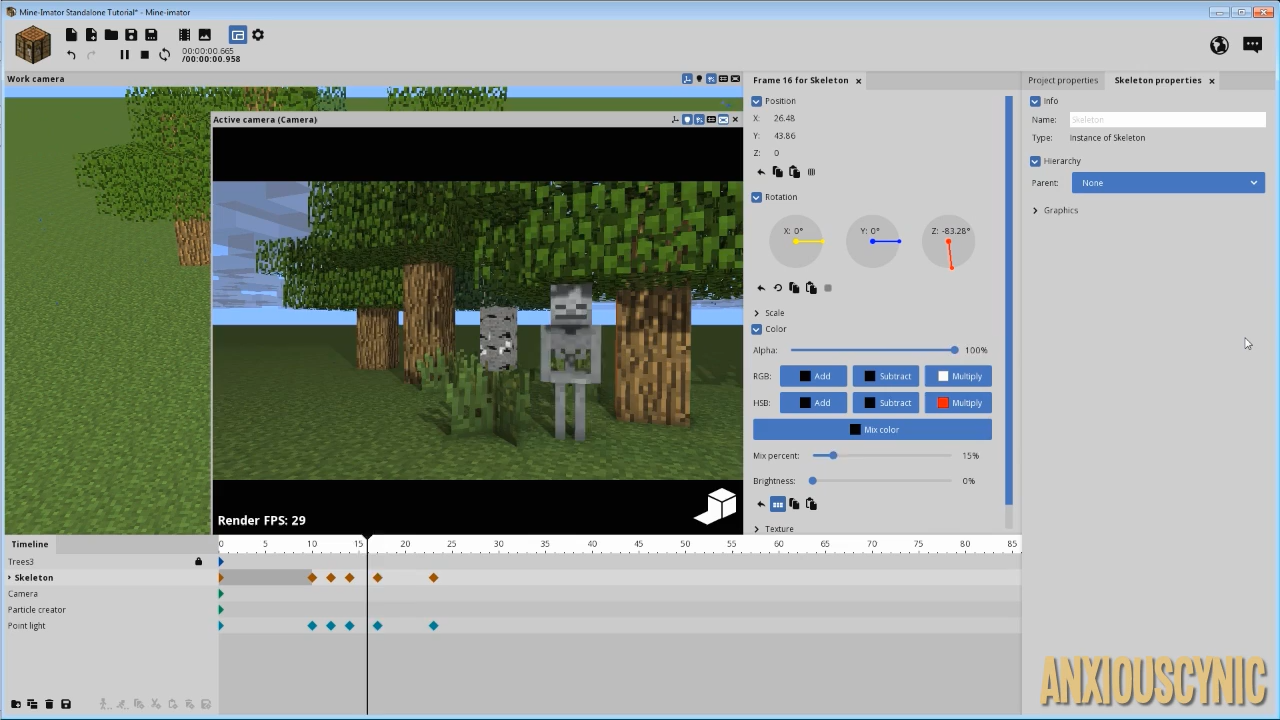 Mine-Imator Standalone Tutorial* - Mine-imator
00:00:00.665
/00:00:00.958
Work camera
Active camera (Camera)
Render FPS: 29
Frame 16 for Skeleton
Position
X: 26.48
Y: 43.86
Z: 0
Rotation
X: 0° Y: 0° Z: -83.28°
Scale
Color
Alpha: 100%
RGB: Add Subtract Multiply
HSB: Add Subtract Multiply
Mix color
Mix percent: 15%
Brightness: 0%
Texture
Project properties Skeleton properties
Info
Name: Skeleton
Type: Instance of Skeleton
Hierarchy
Parent: None
Graphics
Timeline
0 5 10 15 20 25 30 35 40 45 50 55 60 65 70 75 80 85
Trees3
Skeleton
Camera
Particle creator
Point light
ANXIOUSCYNIC